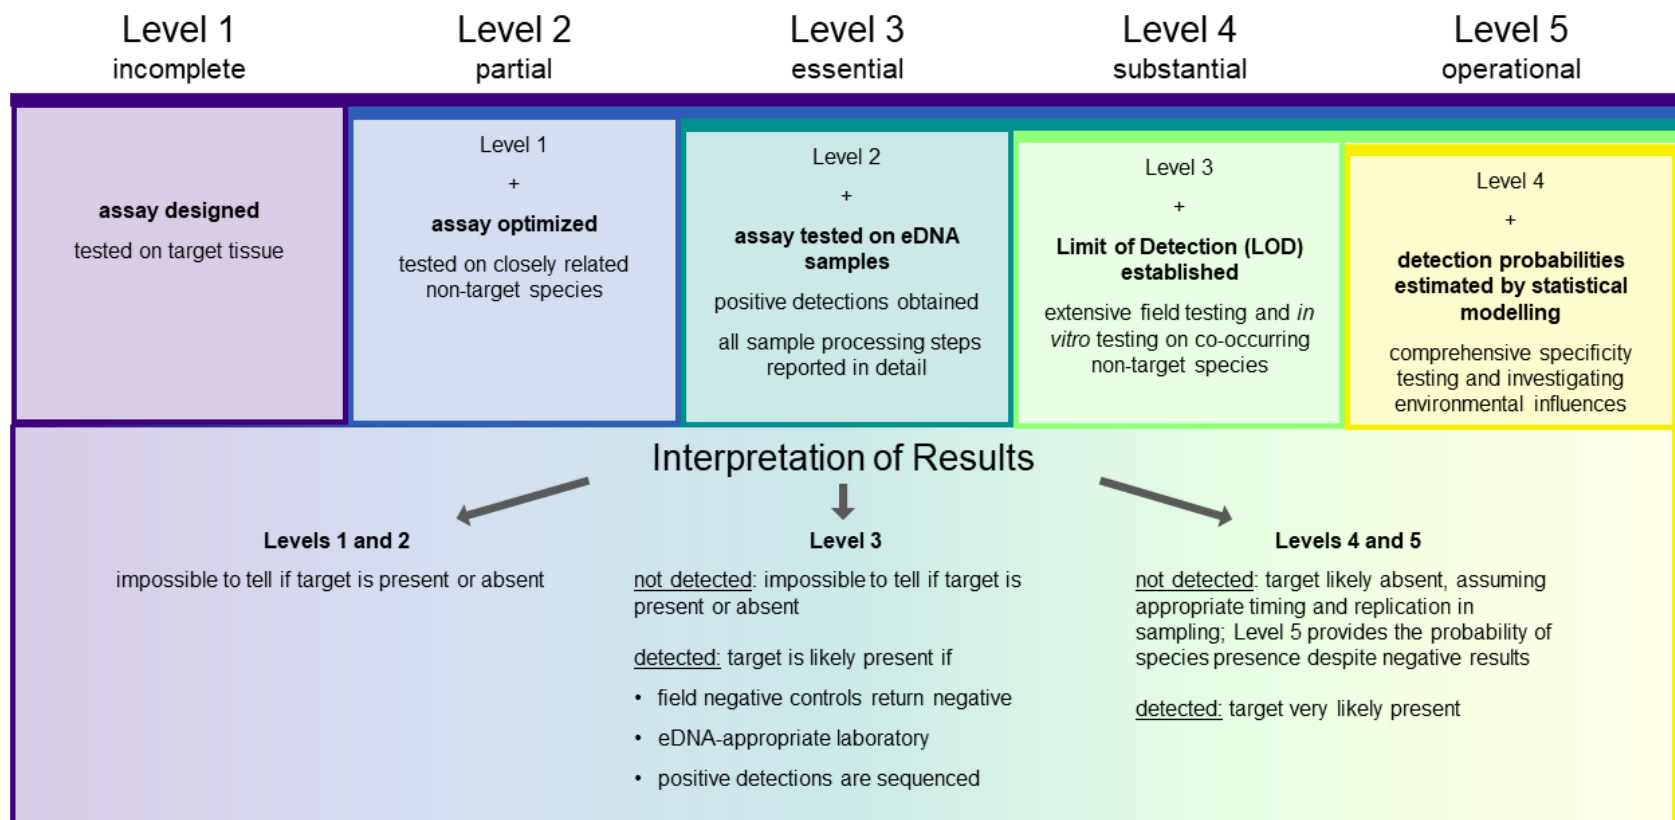 Level 1
incomplete
Level 2
partial
Level 3
essential
Level 4
substantial
Level 5
operational
assay designed
tested on target tissue
Level 1
+
assay optimized
tested on closely related
non-target species
Level 2
+
assay tested on eDNA
samples
positive detections obtained
all sample processing steps
reported in detail
Level 3
+
Limit of Detection (LOD)
established
extensive field testing and in
vitro testing on co-occurring
non-target species
Level 4
+
detection probabilities
estimated by statistical
modelling
comprehensive specificity
testing and investigating
environmental influences
Interpretation of Results
Levels 1 and 2
impossible to tell if target is present or absent
Level 3
not detected: impossible to tell if target is
present or absent
detected: target is likely present if
• field negative controls return negative
• eDNA-appropriate laboratory
• positive detections are sequenced
Levels 4 and 5
not detected: target likely absent, assuming
appropriate timing and replication in
sampling; Level 5 provides the probability of
species presence despite negative results
detected: target very likely present